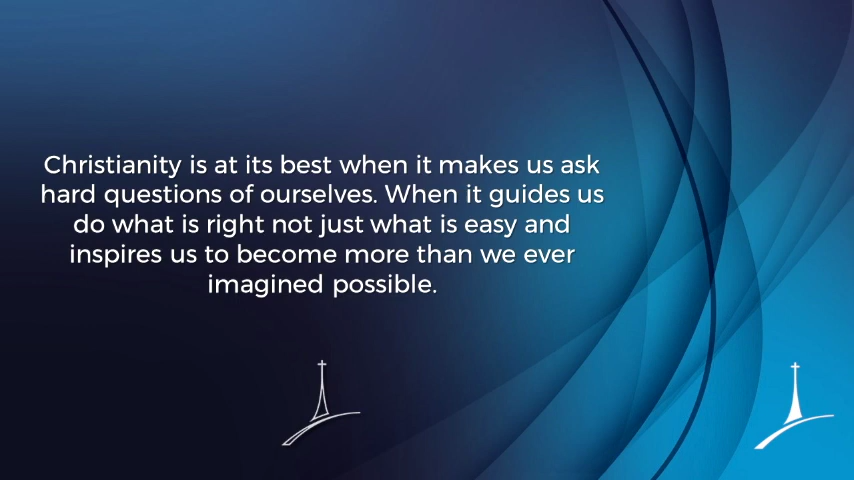 Christianity is at its best when it makes us ask
hard questions of ourselves. When it guides us
do what is right not just what is easy and
inspires us to become more than we ever
imagined possible.